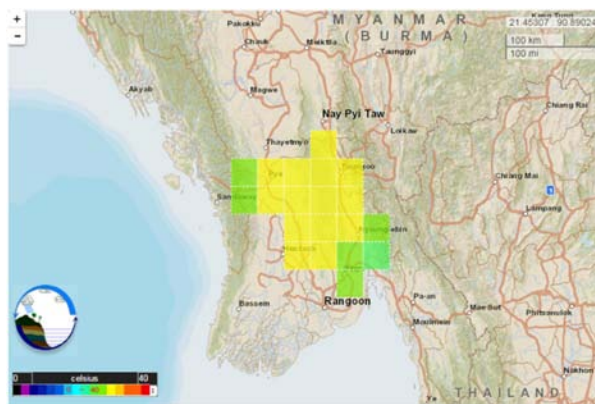 +
−
MYANMAR
(BURMA)
21.45307 : 90.89024
100 km
100 mi
Pakokku
Chauk
Meiktila
Taunggyi
Akyab
Magwe
Chiang Rai
Nay Pyi Taw
Loikaw
Thayetmyo
Pye
Chiang Mai
Lampang
Bassein
Rangoon
Pa-an
Moulmein
Mae Sot
Phitsanulok
Nakhon
Ye
THAILAND
0 celsius 40